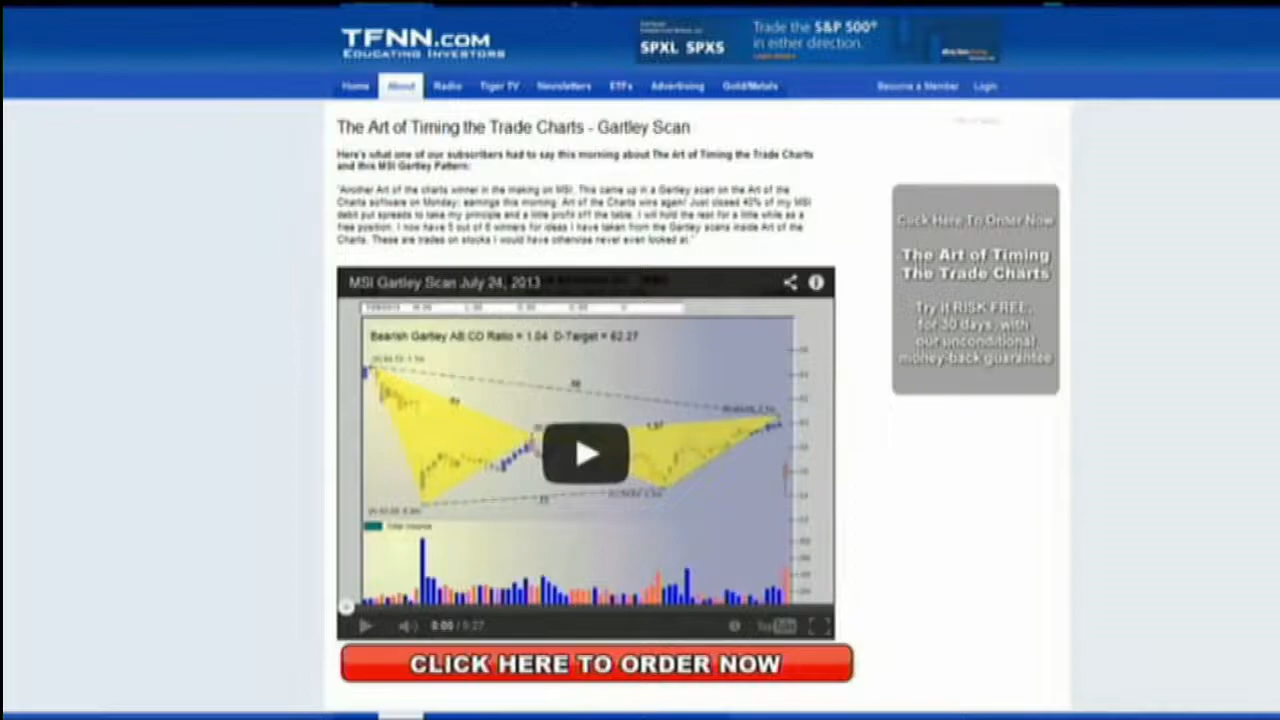 TFNN.COM
EDUCATING INVESTORS
SPXL SPXS
Trade the S&P 500®
in either direction.
Home About Radio Tiger TV Newsletters ETFs Advertising Gold/Metals Become a Member Login
The Art of Timing the Trade Charts - Gartley Scan
Here's what one of our subscribers had to say this morning about The Art of Timing the Trade Charts
and this MSI Gartley Pattern:
"Another Art of the charts winner in the making on MSI. This came up in a Gartley scan on the Art of the
Charts software on Monday; earnings this morning. Art of the Charts wins again! Just closed 40% of my MSI
debit put spreads to take my principle and a little profit off the table. I will hold the rest for a little while as a
free position. I now have 5 out of 6 winners for ideas I have taken from the Gartley scans inside Art of the
Charts. These are trades on stocks I would have otherwise never even looked at."
Click Here To Order Now
The Art of Timing
The Trade Charts
Try it RISK FREE,
for 30 days, with
our unconditional
money-back guarantee
MSI Gartley Scan July 24, 2013
Bearish Gartley AB:CD Ratio = 1.04 D-Target = 62.27
Total Volume
0:00 / 5:27
YouTube
CLICK HERE TO ORDER NOW